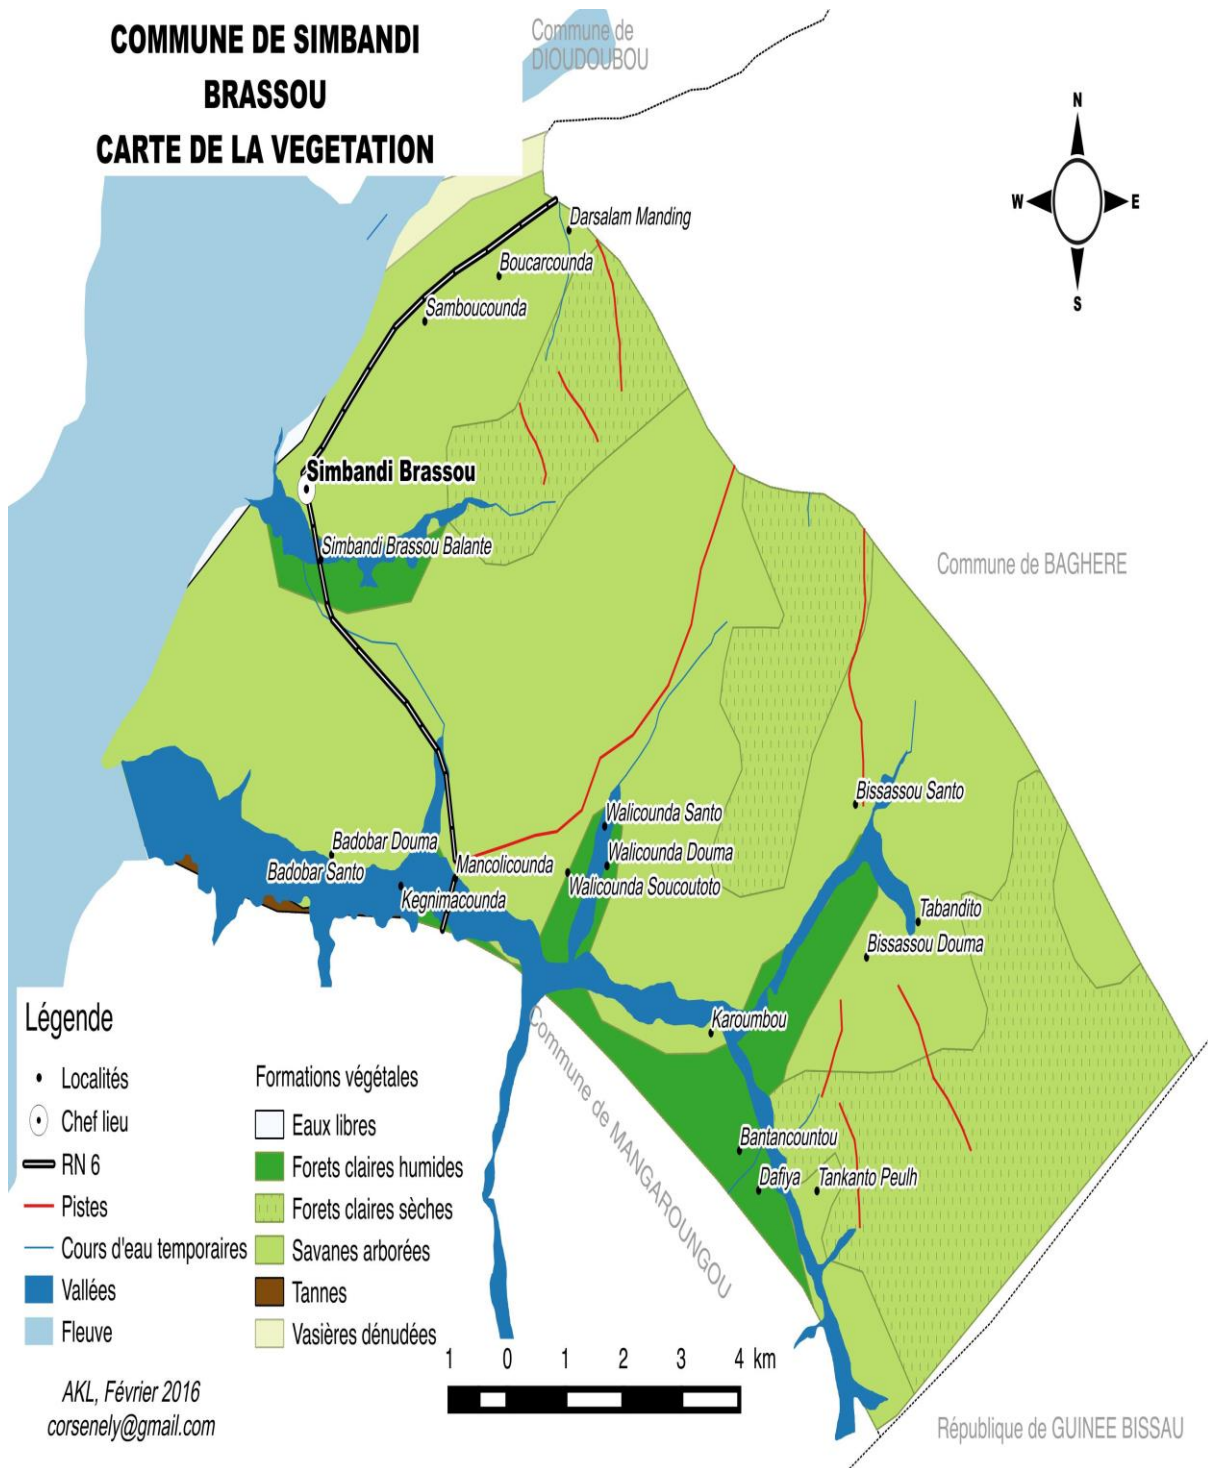 COMMUNE DE SIMBANDI
BRASSOU
CARTE DE LA VEGETATION
Commune de
DIOUDOUBOU
N
W
E
S
Darsalam Manding
Boucarcounda
Samboucounda
Simbandi Brassou
Simbandi Brassou Balante
Commune de BAGHERE
Bissassou Santo
Walicounda Santo
Badobar Douma
Walicounda Douma
Badobar Santo
Mancolicounda
Walicounda Soucoutoto
Kegnimacounda
Tabandito
Bissassou Douma
Karoumbou
Commune de MANGAROUNGOU
Bantancountou
Dafiya
Tankanto Peulh
Légende
Localités
Chef lieu
RN 6
Pistes
Cours d'eau temporaires
Vallées
Fleuve
Formations végétales
Eaux libres
Forets claires humides
Forets claires sèches
Savanes arborées
Tannes
Vasières dénudées
1 0 1 2 3 4 km
AKL, Février 2016
corsenely@gmail.com
République de GUINEE BISSAU